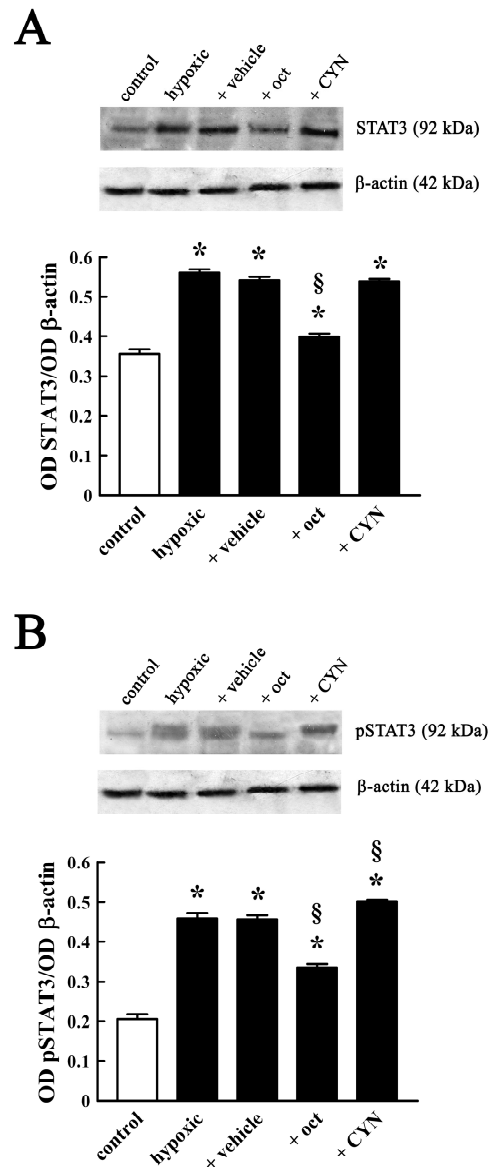 A
control hypoxic + vehicle + oct + CYN
STAT3 (92 kDa)
β-actin (42 kDa)
OD STAT3/OD β-actin
0.6
0.5
0.4
0.3
0.2
0.1
0
* * § * *
control hypoxic + vehicle + oct + CYN
B
control hypoxic + vehicle + oct + CYN
pSTAT3 (92 kDa)
β-actin (42 kDa)
OD pSTAT3/OD β-actin
0.6
0.5
0.4
0.3
0.2
0.1
0
* * § * § *
control hypoxic + vehicle + oct + CYN